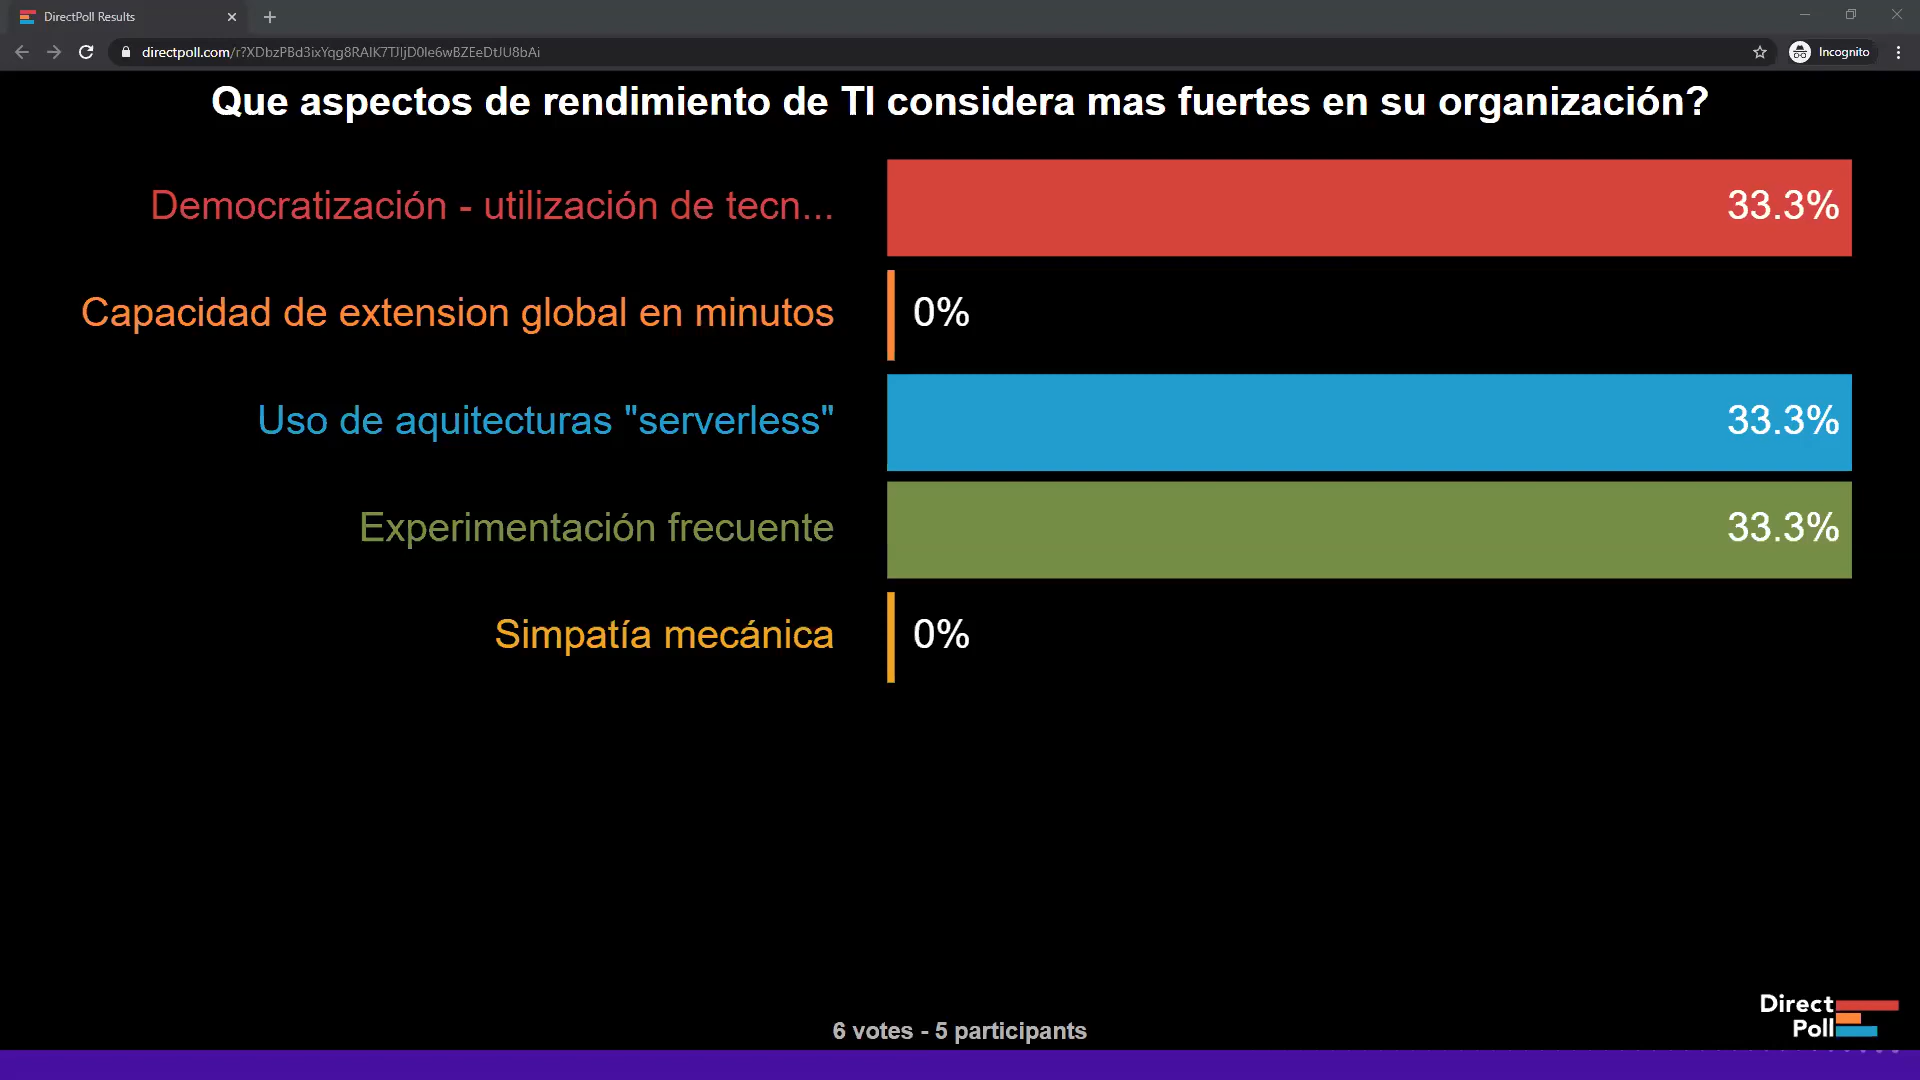 DirectPoll Results
directpoll.com/r?XDbzPBd3ixYqg8RAlK7TJIjD0le6wBZEeDtJU8bAi
Incognito
Que aspectos de rendimiento de TI considera mas fuertes en su organización?
Democratización - utilización de tecn...
33.3%
Capacidad de extension global en minutos
0%
Uso de aquitecturas "serverless"
33.3%
Experimentación frecuente
33.3%
Simpatía mecánica
0%
Direct
Poll
6 votes - 5 participants